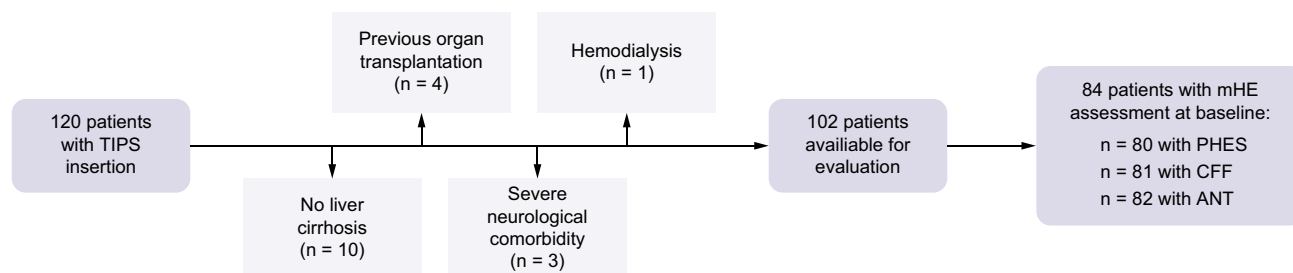 120 patients
with TIPS
insertion
Previous organ
transplantation
(n = 4)
No liver
cirrhosis
(n = 10)
Hemodialysis
(n = 1)
Severe
neurological
comorbidity
(n = 3)
102 patients
availiable for
evaluation
84 patients with mHE
assessment at baseline:
n = 80 with PHES
n = 81 with CFF
n = 82 with ANT